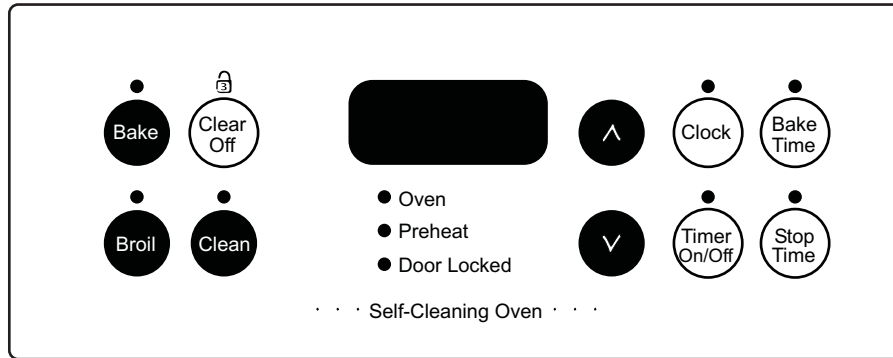 3
Bake
Clear
Off
∧
Clock
Bake
Time
Oven
Preheat
Door Locked
Broil
Clean
∨
Timer
On/Off
Stop
Time
· · · Self-Cleaning Oven · · ·